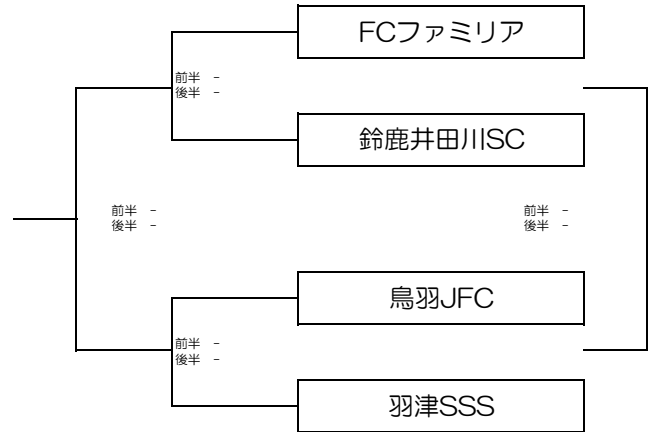 FCファミリア
前半 -
後半 -
鈴鹿井田川SC
前半 -
後半 -
前半 -
後半 -
鳥羽JFC
前半 -
後半 -
羽津SSS